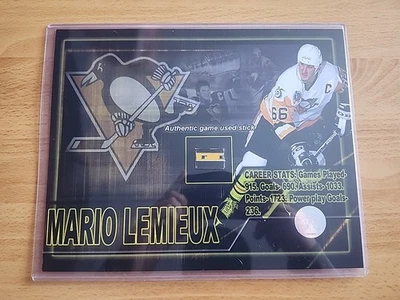 66
C
Authentic game used stick
CAREER STATS: Games Played-
915. Goals- 690. Assists- 1033.
Points- 1723. Power play Goals-
236.
MARIO LEMIEUX